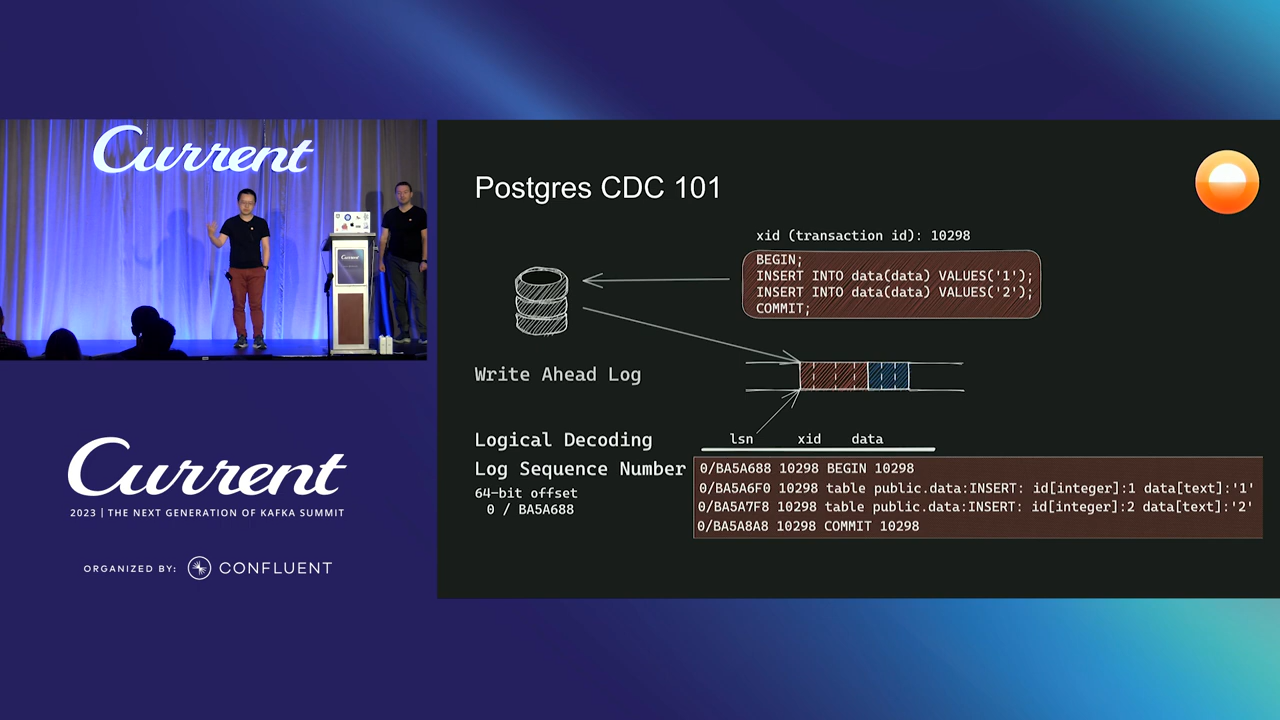 Current
Current
Current
2023 | THE NEXT GENERATION OF KAFKA SUMMIT
ORGANIZED BY: CONFLUENT
Postgres CDC 101
xid (transaction id): 10298
BEGIN;
INSERT INTO data(data) VALUES('1');
INSERT INTO data(data) VALUES('2');
COMMIT;
Write Ahead Log
Logical Decoding
Log Sequence Number
64-bit offset
0 / BA5A688
lsn xid data
0/BA5A688 10298 BEGIN 10298
0/BA5A6F0 10298 table public.data:INSERT: id[integer]:1 data[text]:'1'
0/BA5A7F8 10298 table public.data:INSERT: id[integer]:2 data[text]:'2'
0/BA5A8A8 10298 COMMIT 10298